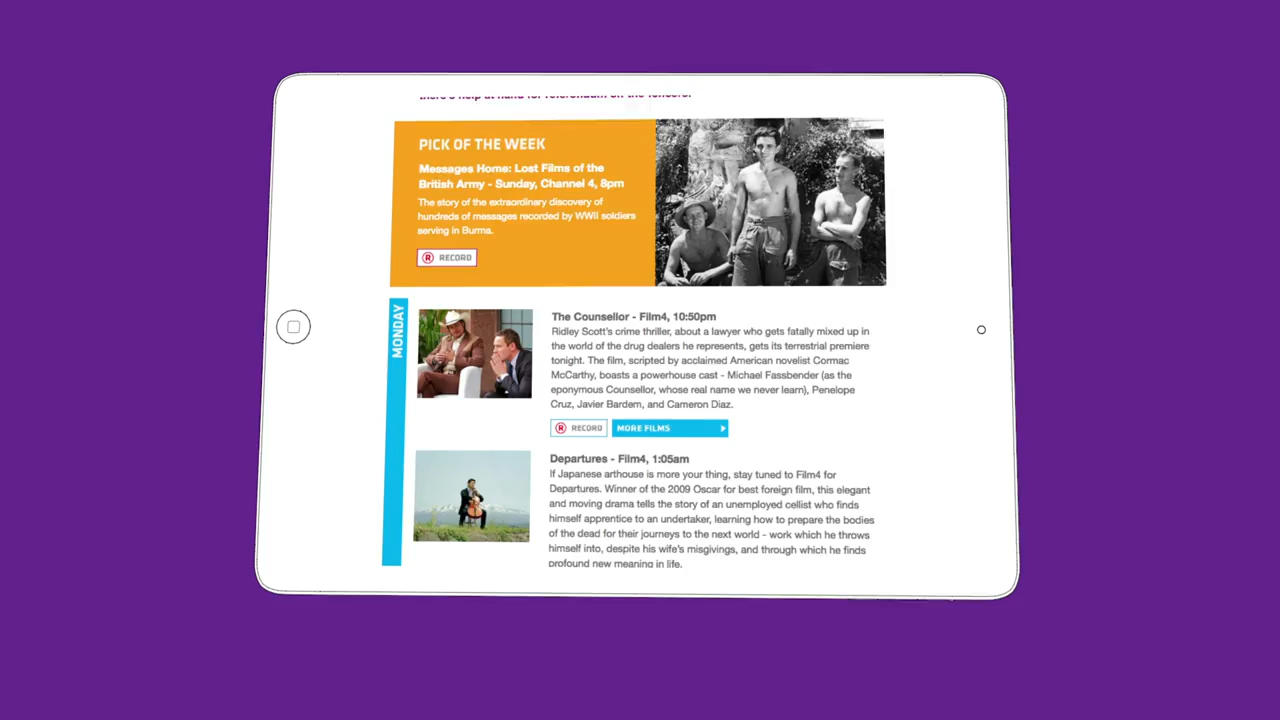 there's help at hand for referendum on the
PICK OF THE WEEK
Messages Home: Lost Films of the
British Army - Sunday, Channel 4, 8pm
The story of the extraordinary discovery of
hundreds of messages recorded by WWII soldiers
serving in Burma.
R RECORD
MONDAY
The Counsellor - Film4, 10:50pm
Ridley Scott's crime thriller, about a lawyer who gets fatally mixed up in
the world of the drug dealers he represents, gets its terrestrial premiere
tonight. The film, scripted by acclaimed American novelist Cormac
McCarthy, boasts a powerhouse cast - Michael Fassbender (as the
eponymous Counsellor, whose real name we never learn), Penelope
Cruz, Javier Bardem, and Cameron Diaz.
R RECORD
MORE FILMS
Departures - Film4, 1:05am
If Japanese arthouse is more your thing, stay tuned to Film4 for
Departures. Winner of the 2009 Oscar for best foreign film, this elegant
and moving drama tells the story of an unemployed cellist who finds
himself apprentice to an undertaker, learning how to prepare the bodies
of the dead for their journeys to the next world - work which he throws
himself into, despite his wife's misgivings, and through which he finds
profound new meaning in life.